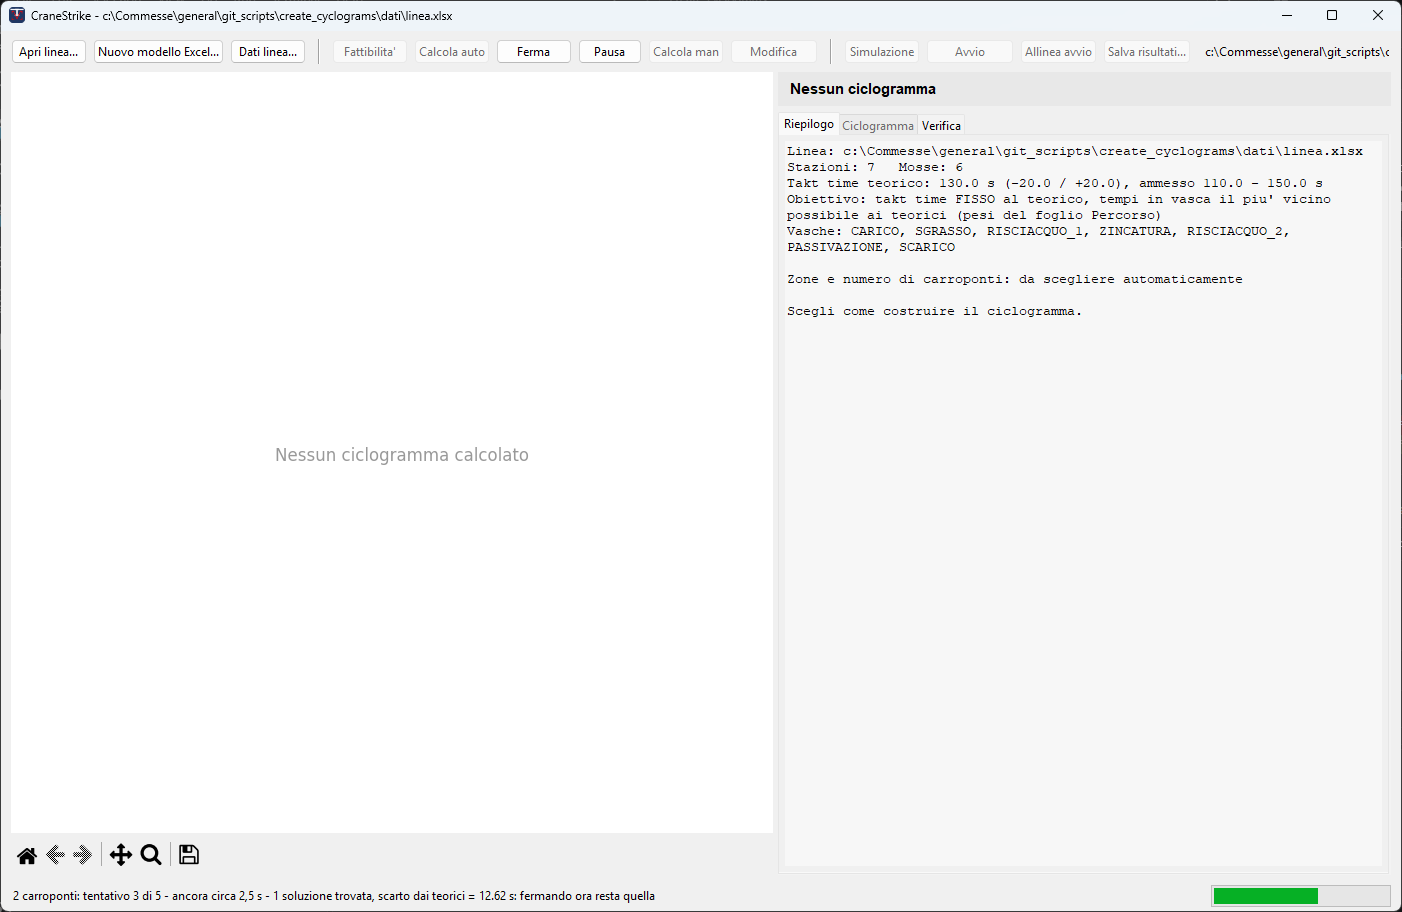 CraneStrike - c:\Commesse\general\git_scripts\create_cyclograms\dati\linea.xlsx
Apri linea... Nuovo modello Excel... Dati linea... Fattibilita' Calcola auto Ferma Pausa Calcola man Modifica Simulazione Avvio Allinea avvio Salva risultati... c:\Commesse\general\git_scripts\c
Nessun ciclogramma
Riepilogo Ciclogramma Verifica
Linea: c:\Commesse\general\git_scripts\create_cyclograms\dati\linea.xlsx
Stazioni: 7 Mosse: 6
Takt time teorico: 130.0 s (-20.0 / +20.0), ammesso 110.0 - 150.0 s
Obiettivo: takt time FISSO al teorico, tempi in vasca il piu' vicino
possibile ai teorici (pesi del foglio Percorso)
Vasche: CARICO, SGRASSO, RISCIACQUO_1, ZINCATURA, RISCIACQUO_2,
PASSIVAZIONE, SCARICO
Zone e numero di carroponti: da scegliere automaticamente
Scegli come costruire il ciclogramma.
Nessun ciclogramma calcolato
2 carroponti: tentativo 3 di 5 - ancora circa 2,5 s - 1 soluzione trovata, scarto dai teorici = 12.62 s: fermando ora resta quella